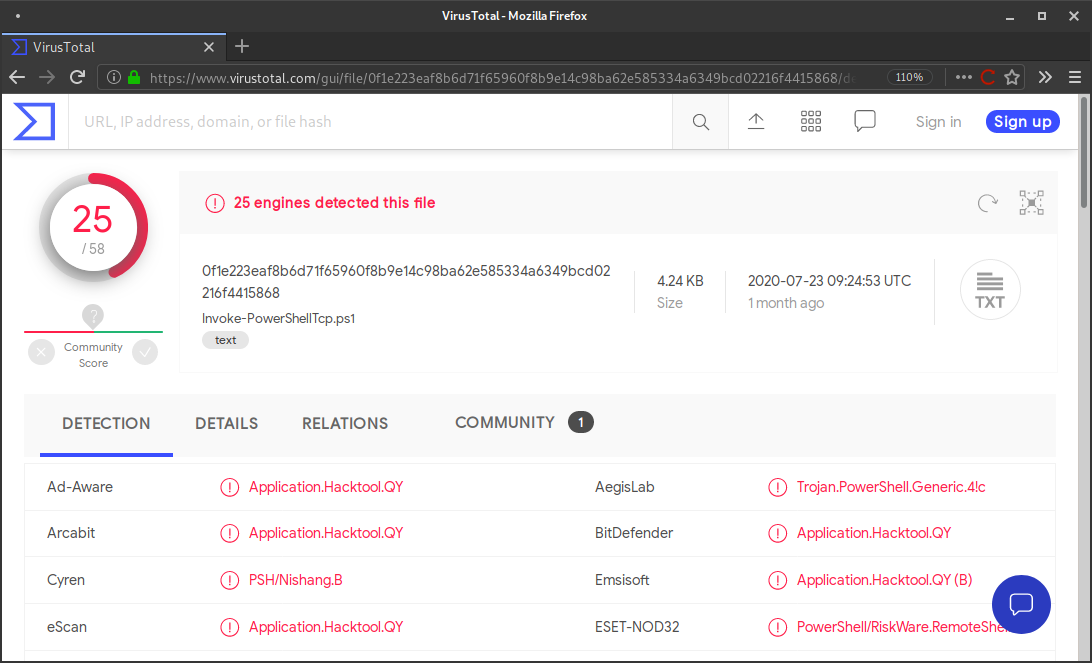 VirusTotal - Mozilla Firefox
VirusTotal
https://www.virustotal.com/gui/file/0f1e223eaf8b6d71f65960f8b9e14c98ba62e585334a6349bcd02216f4415868/de
110%
URL, IP address, domain, or file hash
Sign in
Sign up
25
/ 58
25 engines detected this file
0f1e223eaf8b6d71f65960f8b9e14c98ba62e585334a6349bcd02
216f4415868
Invoke-PowerShellTcp.ps1
text
4.24 KB
Size
2020-07-23 09:24:53 UTC
1 month ago
TXT
?
Community
Score
DETECTION
DETAILS
RELATIONS
COMMUNITY 1
Ad-Aware Application.Hacktool.QY AegisLab Trojan.PowerShell.Generic.4!c
Arcabit Application.Hacktool.QY BitDefender Application.Hacktool.QY
Cyren PSH/Nishang.B Emsisoft Application.Hacktool.QY (B)
eScan Application.Hacktool.QY ESET-NOD32 PowerShell/RiskWare.RemoteShe